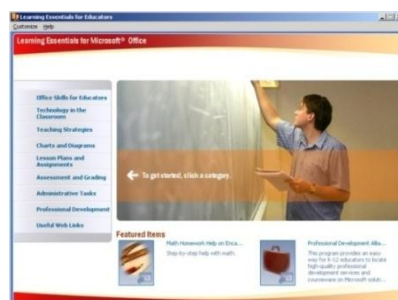 Learning Essentials for Educators
Customize Help
Learning Essentials for Microsoft® Office
Office Skills for Educators
Technology in the
Classroom
Teaching Strategies
Charts and Diagrams
Lesson Plans and
Assignments
Assessment and Grading
Administrative Tasks
Professional Development
Useful Web Links
To get started, click a category.
Featured Items
Math Homework Help on Enca...
Step-by-step help with math.
Professional Development Allia...
This program provides an easy
way for K-12 educators to locate
high-quality professional
development services and
courseware on Microsoft soluti...